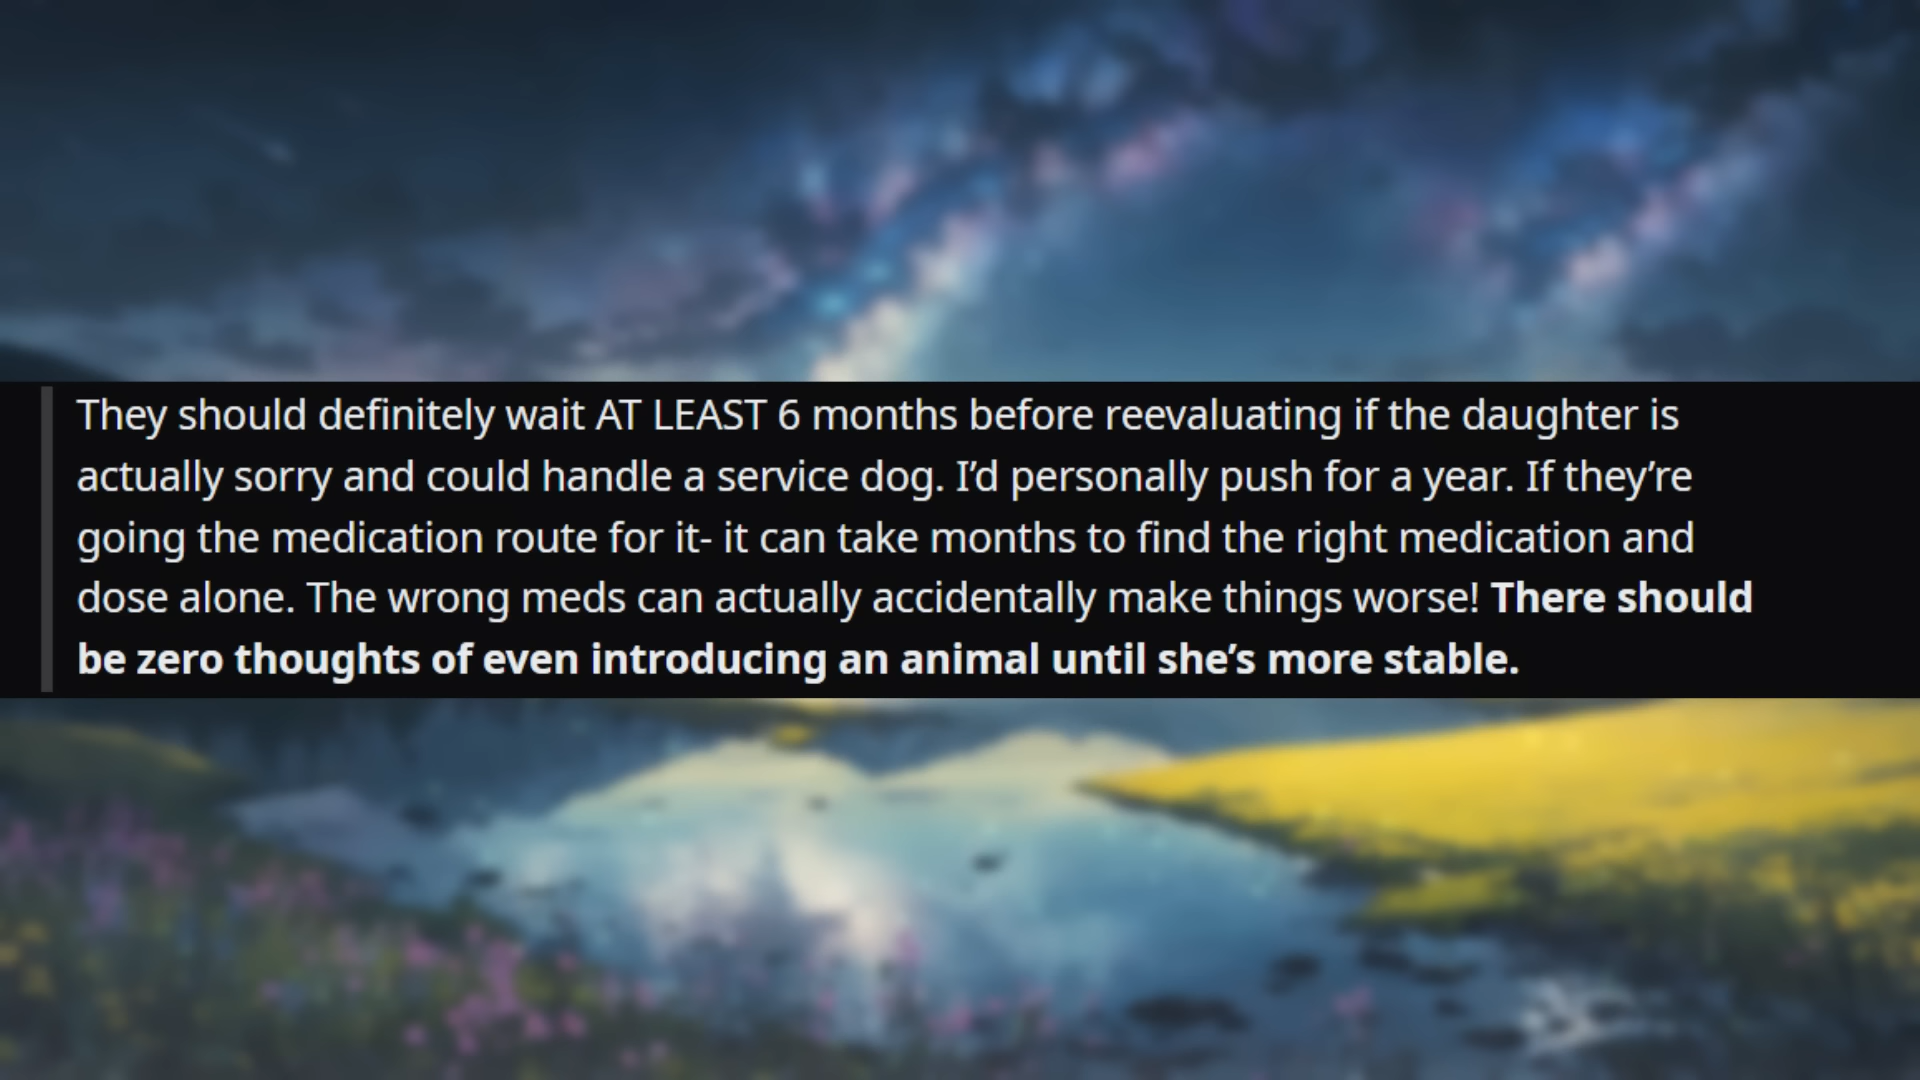 They should definitely wait AT LEAST 6 months before reevaluating if the daughter is
actually sorry and could handle a service dog. I’d personally push for a year. If they’re
going the medication route for it- it can take months to find the right medication and
dose alone. The wrong meds can actually accidentally make things worse! There should
be zero thoughts of even introducing an animal until she’s more stable.